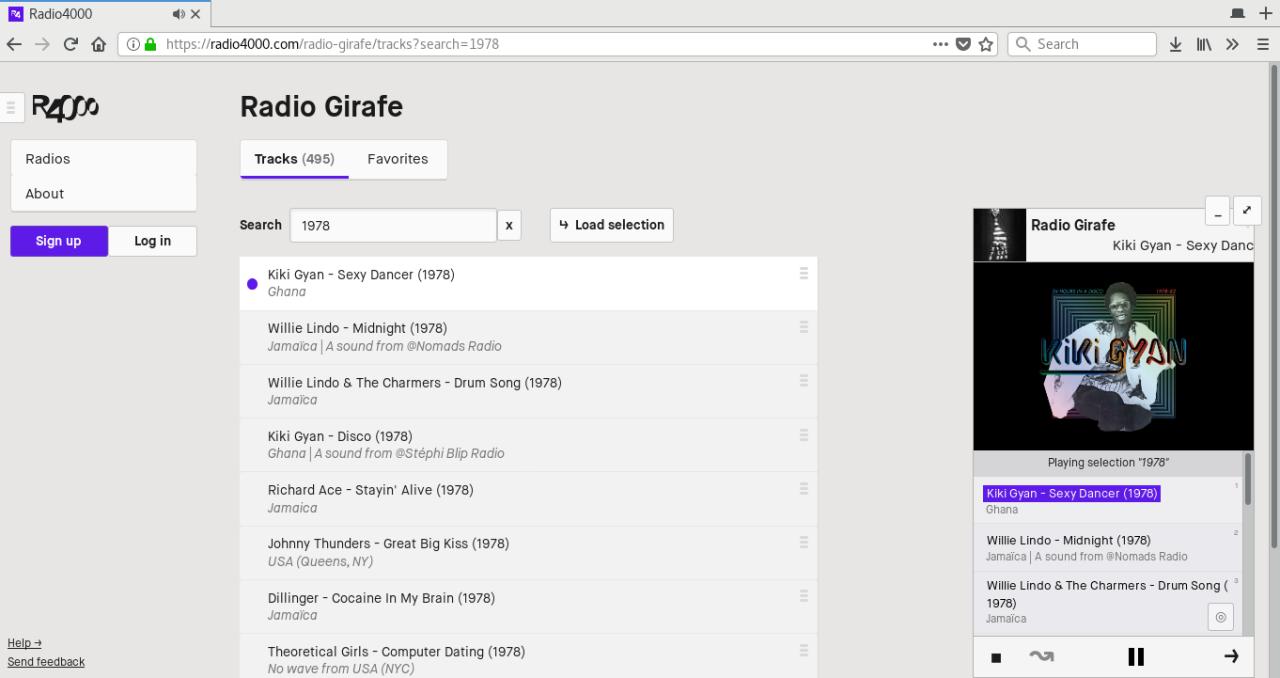 Radio4000
https://radio4000.com/radio-girafe/tracks?search=1978
Search
R4000
Radios
About
Sign up
Log in
Help →
Send feedback
Radio Girafe
Tracks (495)
Favorites
Search
1978
x
↳ Load selection
Kiki Gyan - Sexy Dancer (1978)
Ghana
Willie Lindo - Midnight (1978)
Jamaïca | A sound from @Nomads Radio
Willie Lindo & The Charmers - Drum Song (1978)
Jamaïca
Kiki Gyan - Disco (1978)
Ghana | A sound from @Stéphi Blip Radio
Richard Ace - Stayin' Alive (1978)
Jamaica
Johnny Thunders - Great Big Kiss (1978)
USA (Queens, NY)
Dillinger - Cocaine In My Brain (1978)
Jamaïca
Theoretical Girls - Computer Dating (1978)
No wave from USA (NYC)
Radio Girafe
Kiki Gyan - Sexy Danc
24 HOURS IN A DISCO 1978-82
KiKi GYAN
Playing selection "1978"
1
Kiki Gyan - Sexy Dancer (1978)
Ghana
2
Willie Lindo - Midnight (1978)
Jamaïca | A sound from @Nomads Radio
3
Willie Lindo & The Charmers - Drum Song (
1978)
Jamaïca